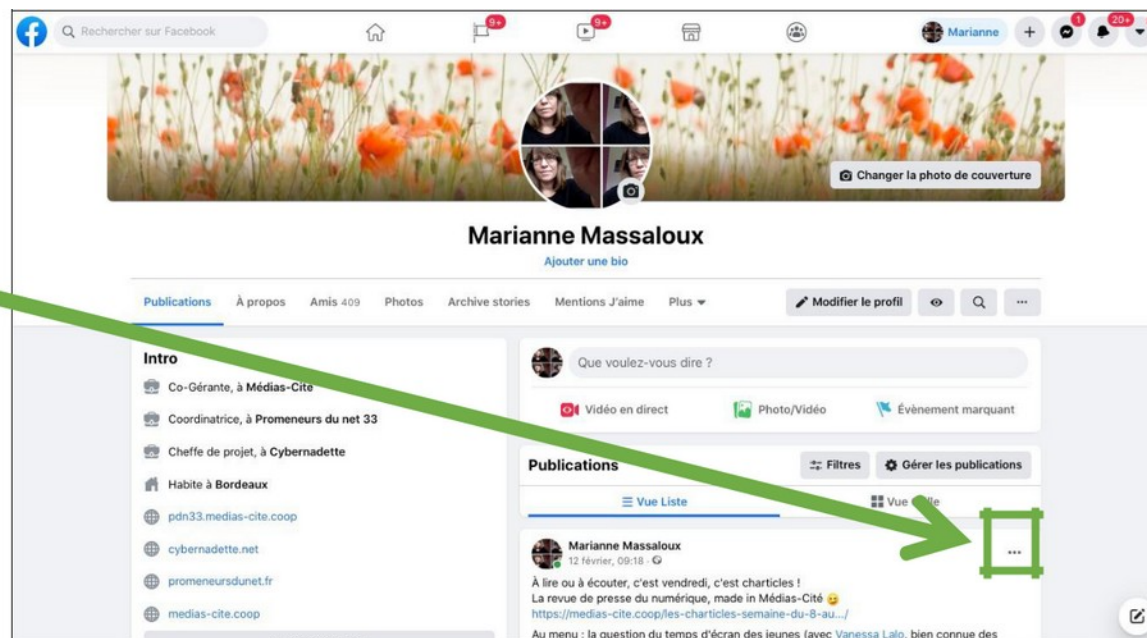 Rechercher sur Facebook
9+
9+
Marianne
1
20+
Changer la photo de couverture
Marianne Massaloux
Ajouter une bio
Publications
À propos
Amis 409
Photos
Archive stories
Mentions J'aime
Plus
Modifier le profil
Intro
Co-Gérante, à Médias-Cité
Coordinatrice, à Promeneurs du net 33
Cheffe de projet, à Cybernadette
Habite à Bordeaux
pdn33.medias-cite.coop
cybernadette.net
promeneursdunet.fr
medias-cite.coop
Que voulez-vous dire ?
Vidéo en direct
Photo/Vidéo
Évènement marquant
Publications
Filtres
Gérer les publications
Vue Liste
Vue
Marianne Massaloux
12 février, 09:18
À lire ou à écouter, c'est vendredi, c'est charticles !
La revue de presse du numérique, made in Médias-Cité
https://medias-cite.coop/les-charticles-semaine-du-8-au.../
Au menu : la question du temps d'écran des jeunes (avec Vanessa Lalo, bien connue des